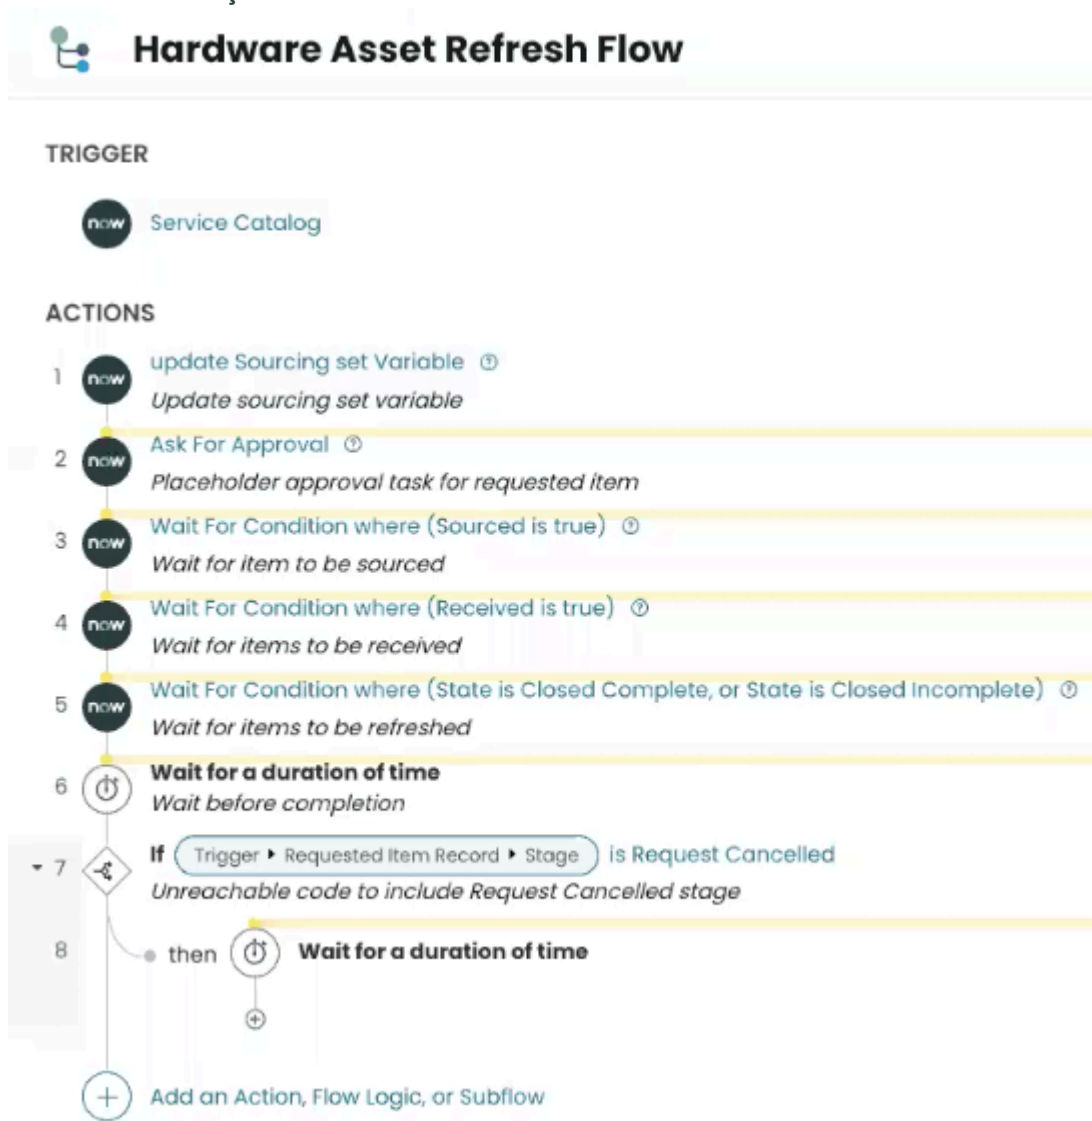 Hardware Asset Refresh Flow
TRIGGER
now Service Catalog
ACTIONS
1 now update Sourcing set Variable
Update sourcing set variable
2 now Ask For Approval
Placeholder approval task for requested item
3 now Wait For Condition where (Sourced is true)
Wait for item to be sourced
4 now Wait For Condition where (Received is true)
Wait for items to be received
5 now Wait For Condition where (State is Closed Complete, or State is Closed Incomplete)
Wait for items to be refreshed
6 Wait for a duration of time
Wait before completion
7 If Trigger ▸ Requested Item Record ▸ Stage is Request Cancelled
Unreachable code to include Request Cancelled stage
8 then Wait for a duration of time
Add an Action, Flow Logic, or Subflow